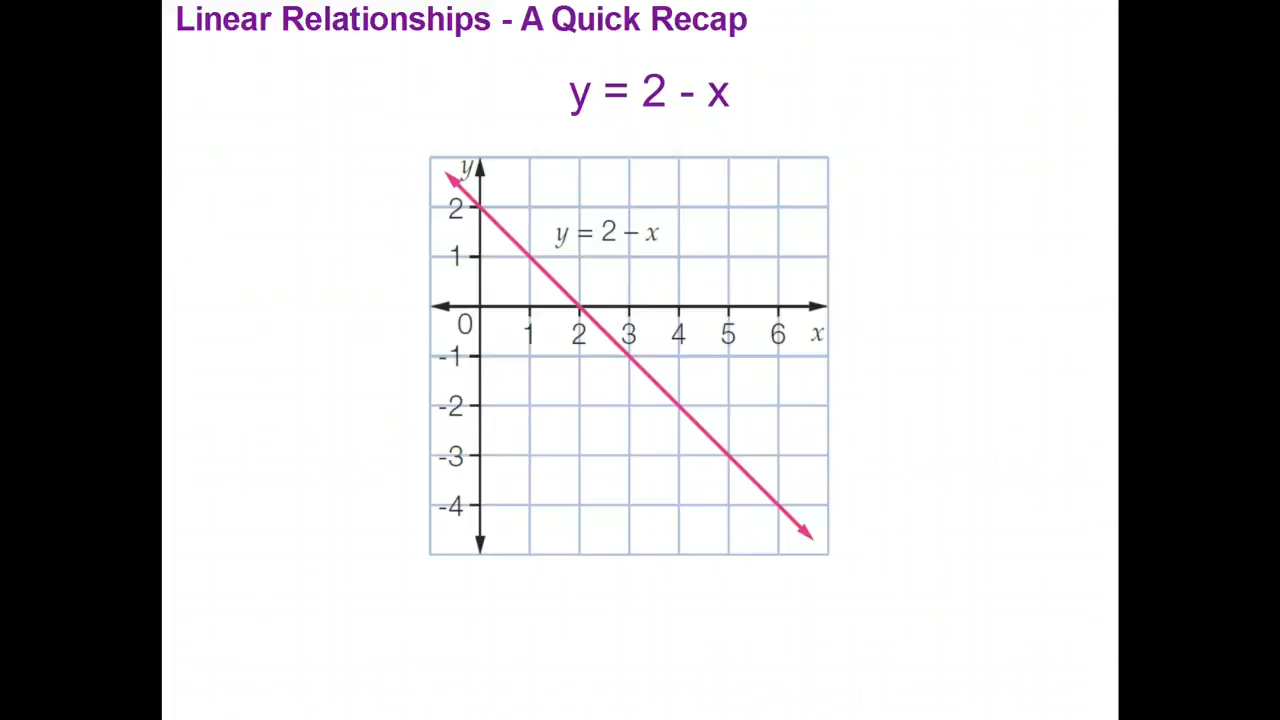 Linear Relationships - A Quick Recap
y = 2 - x
y
2
y = 2 − x
1
0
1 2 3 4 5 6 x
-1
-2
-3
-4